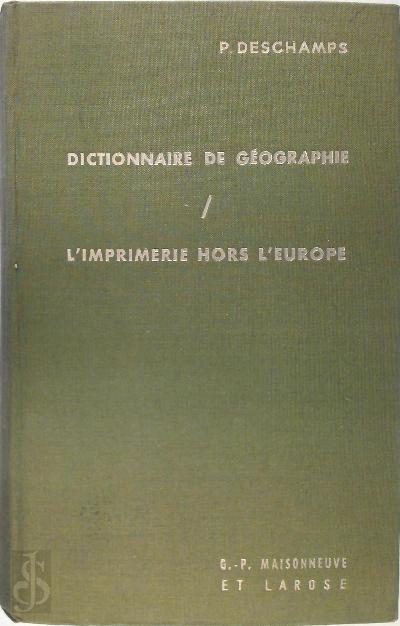 P. DESCHAMPS
DICTIONNAIRE DE GÉOGRAPHIE
/
L'IMPRIMERIE HORS L'EUROPE
G.-P. MAISONNEUVE
ET LAROSE